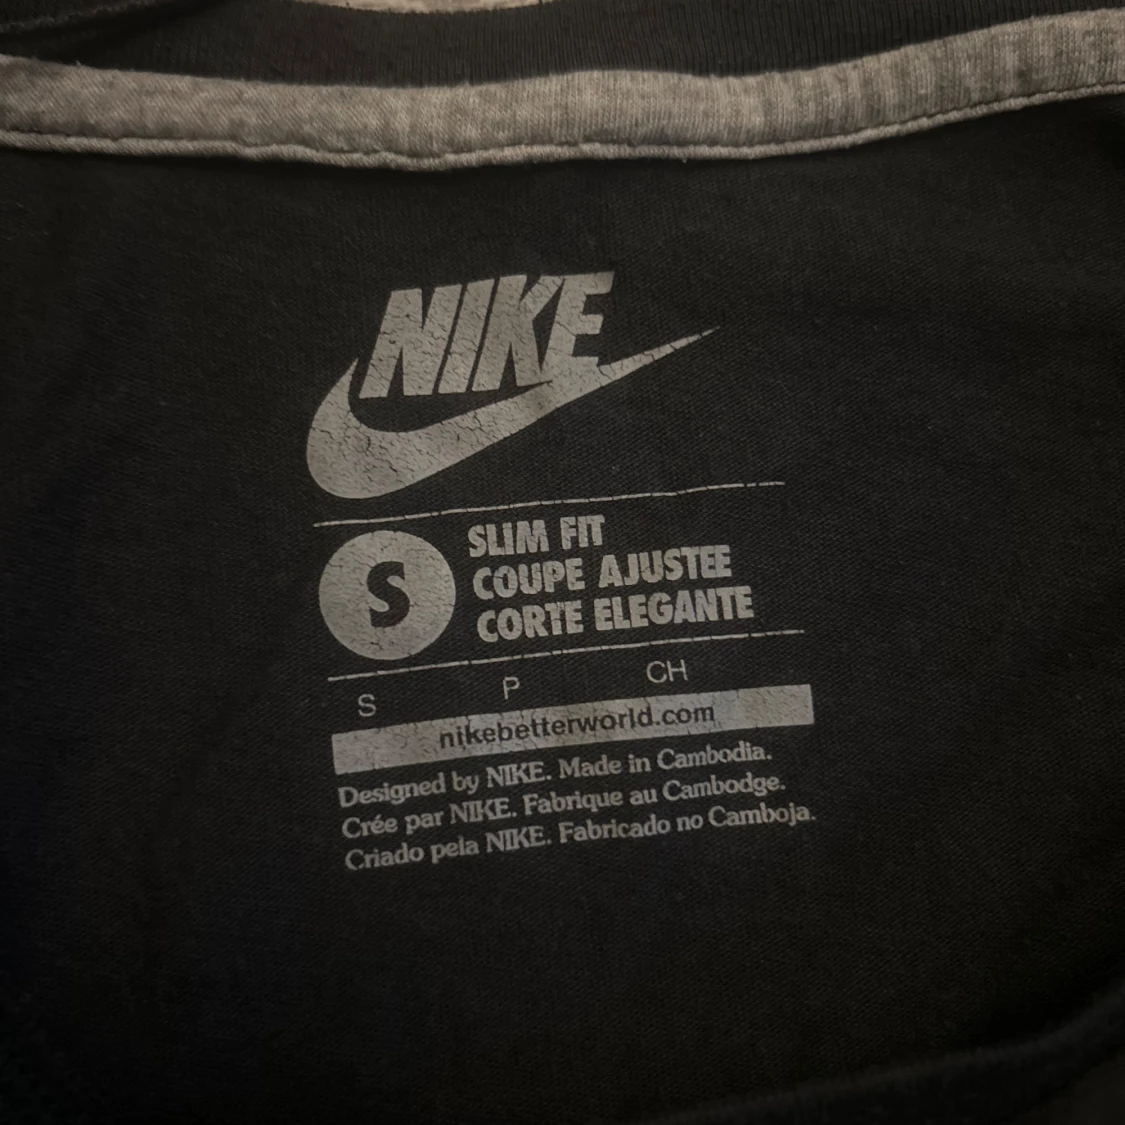 NIKE
S
SLIM FIT
COUPE AJUSTEE
CORTE ELEGANTE
S P CH
nikebetterworld.com
Designed by NIKE. Made in Cambodia.
Crée par NIKE. Fabrique au Cambodge.
Criado pela NIKE. Fabricado no Camboja.